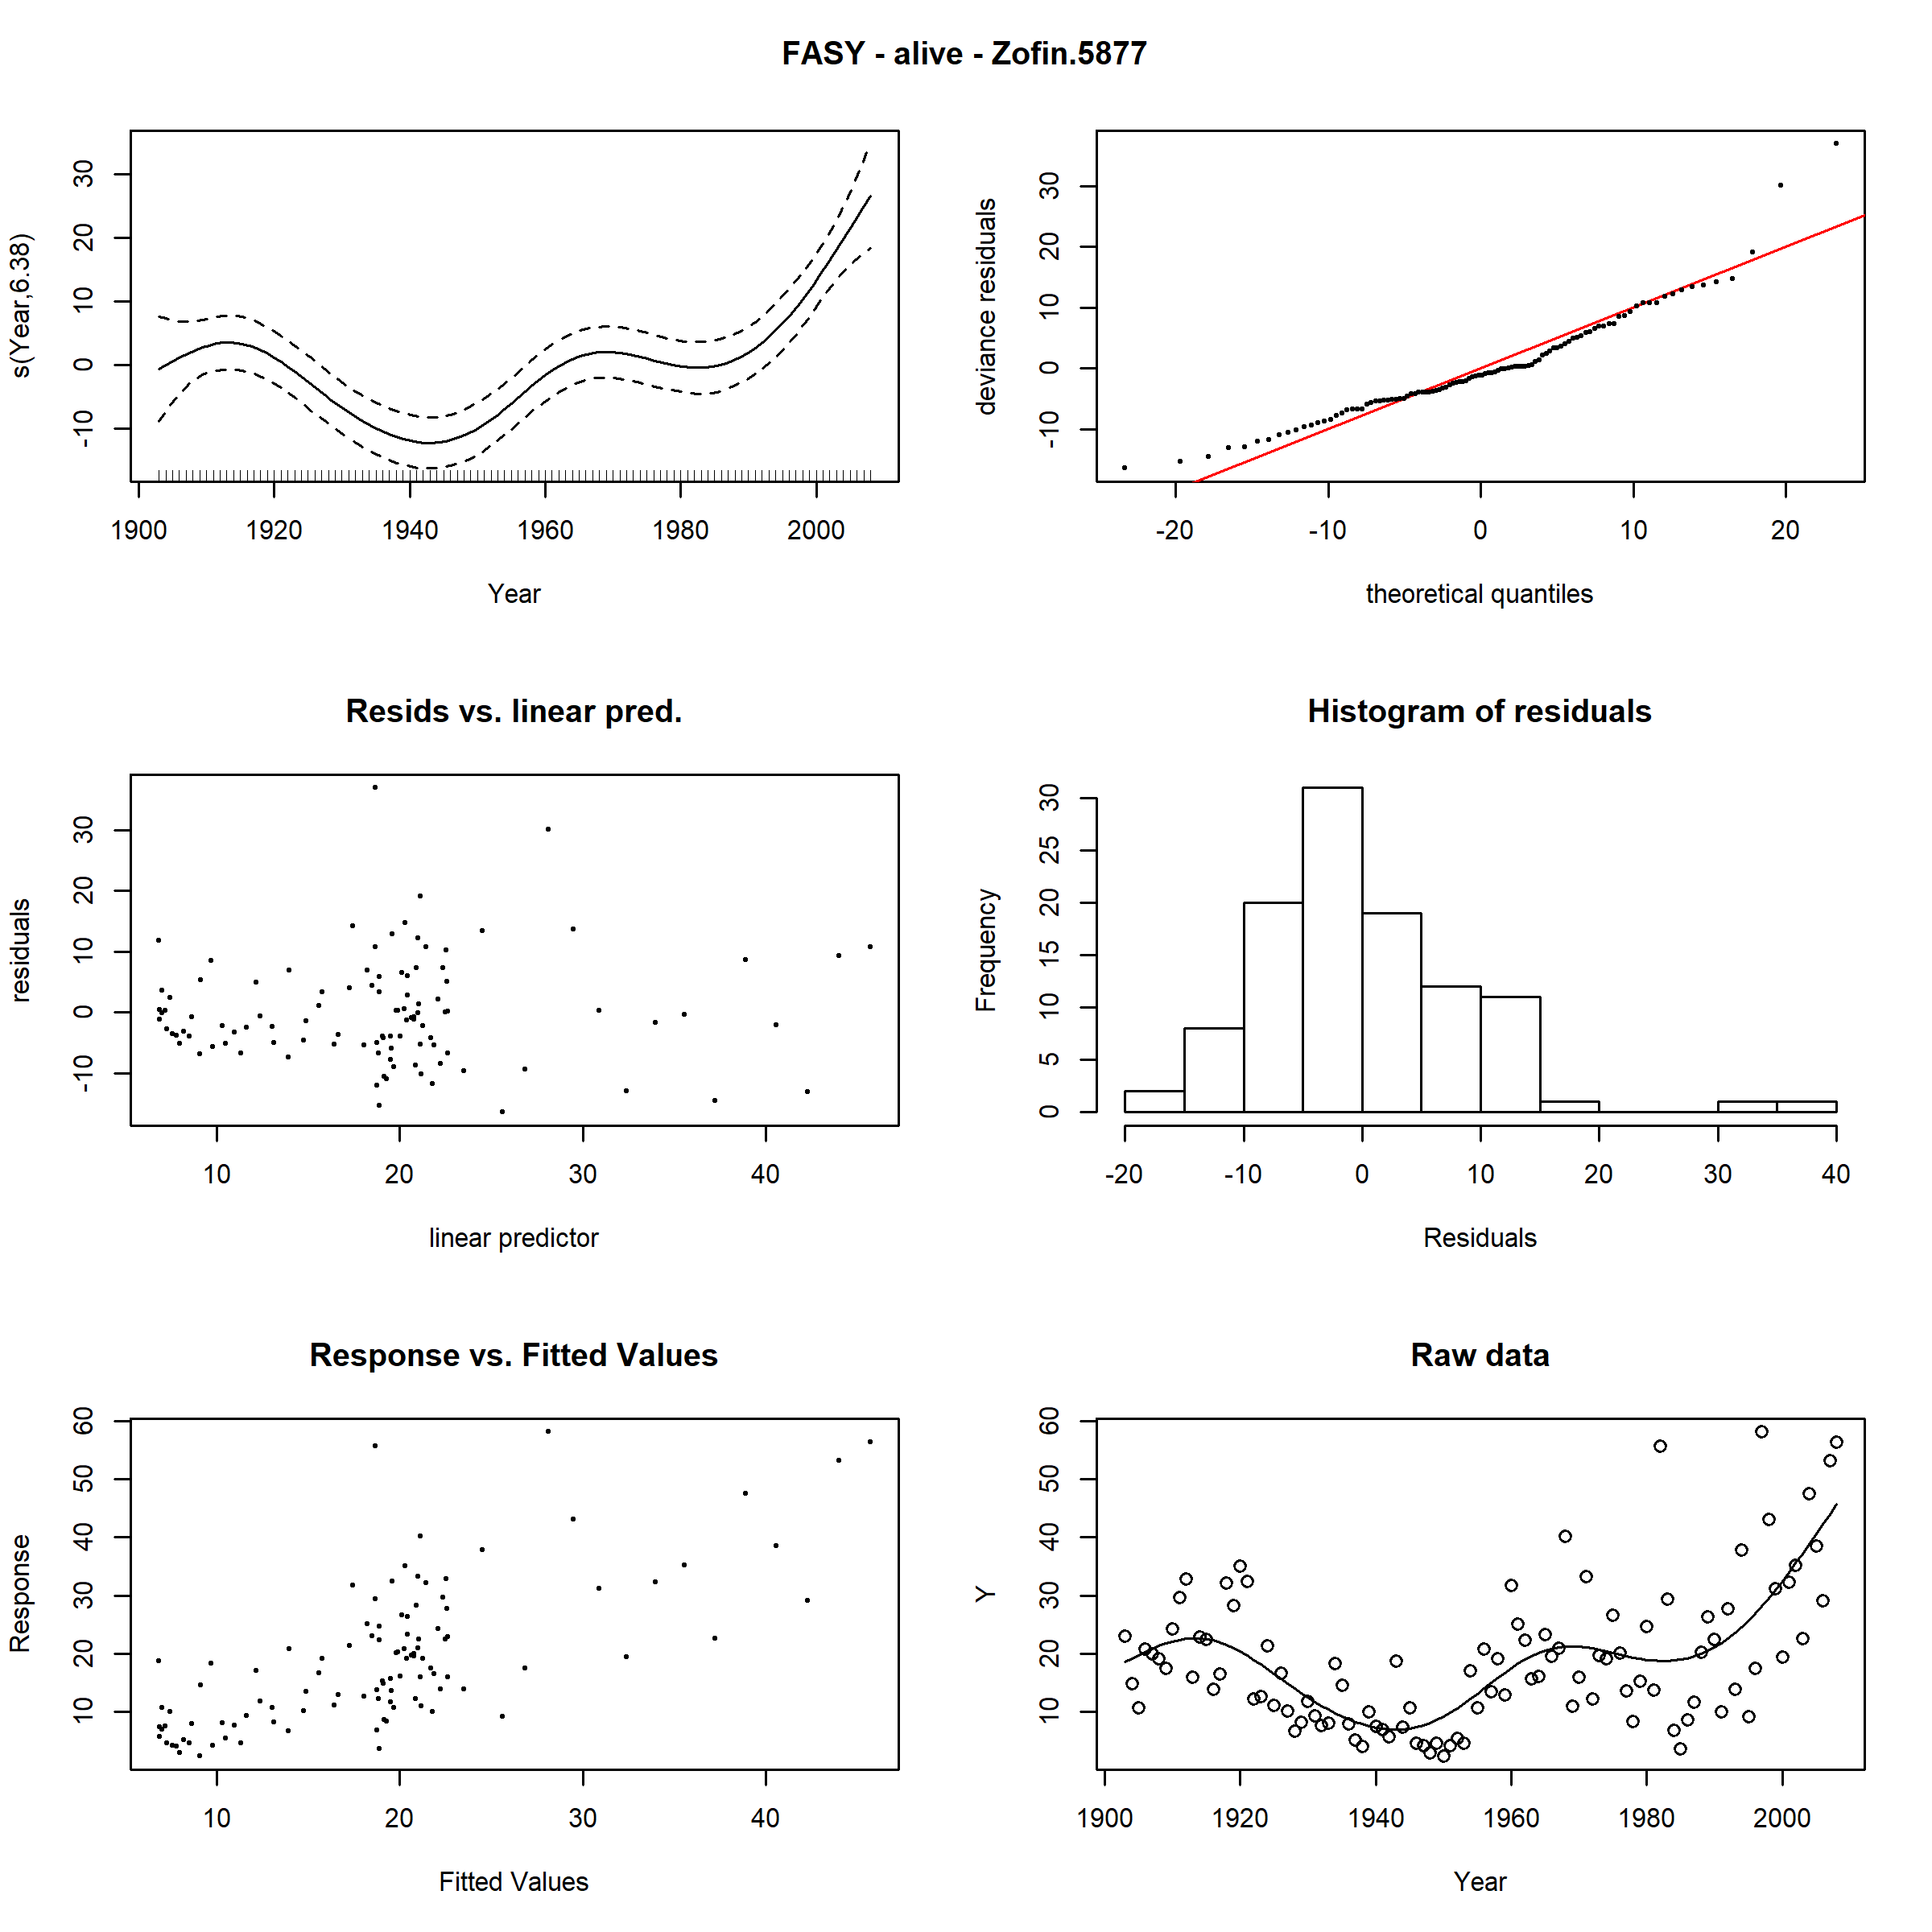 FASY - alive - Zofin.5877
s(Year,6.38)
30
20
10
0
-10
1900 1920 1940 1960 1980 2000
Year
deviance residuals
30
20
10
0
-10
-20 -10 0 10 20
theoretical quantiles
Resids vs. linear pred.
residuals
30
20
10
0
-10
10 20 30 40
linear predictor
Histogram of residuals
Frequency
30
25
20
15
10
5
0
-20 -10 0 10 20 30 40
Residuals
Response vs. Fitted Values
Response
60
50
40
30
20
10
10 20 30 40
Fitted Values
Raw data
Y
60
50
40
30
20
10
1900 1920 1940 1960 1980 2000
Year